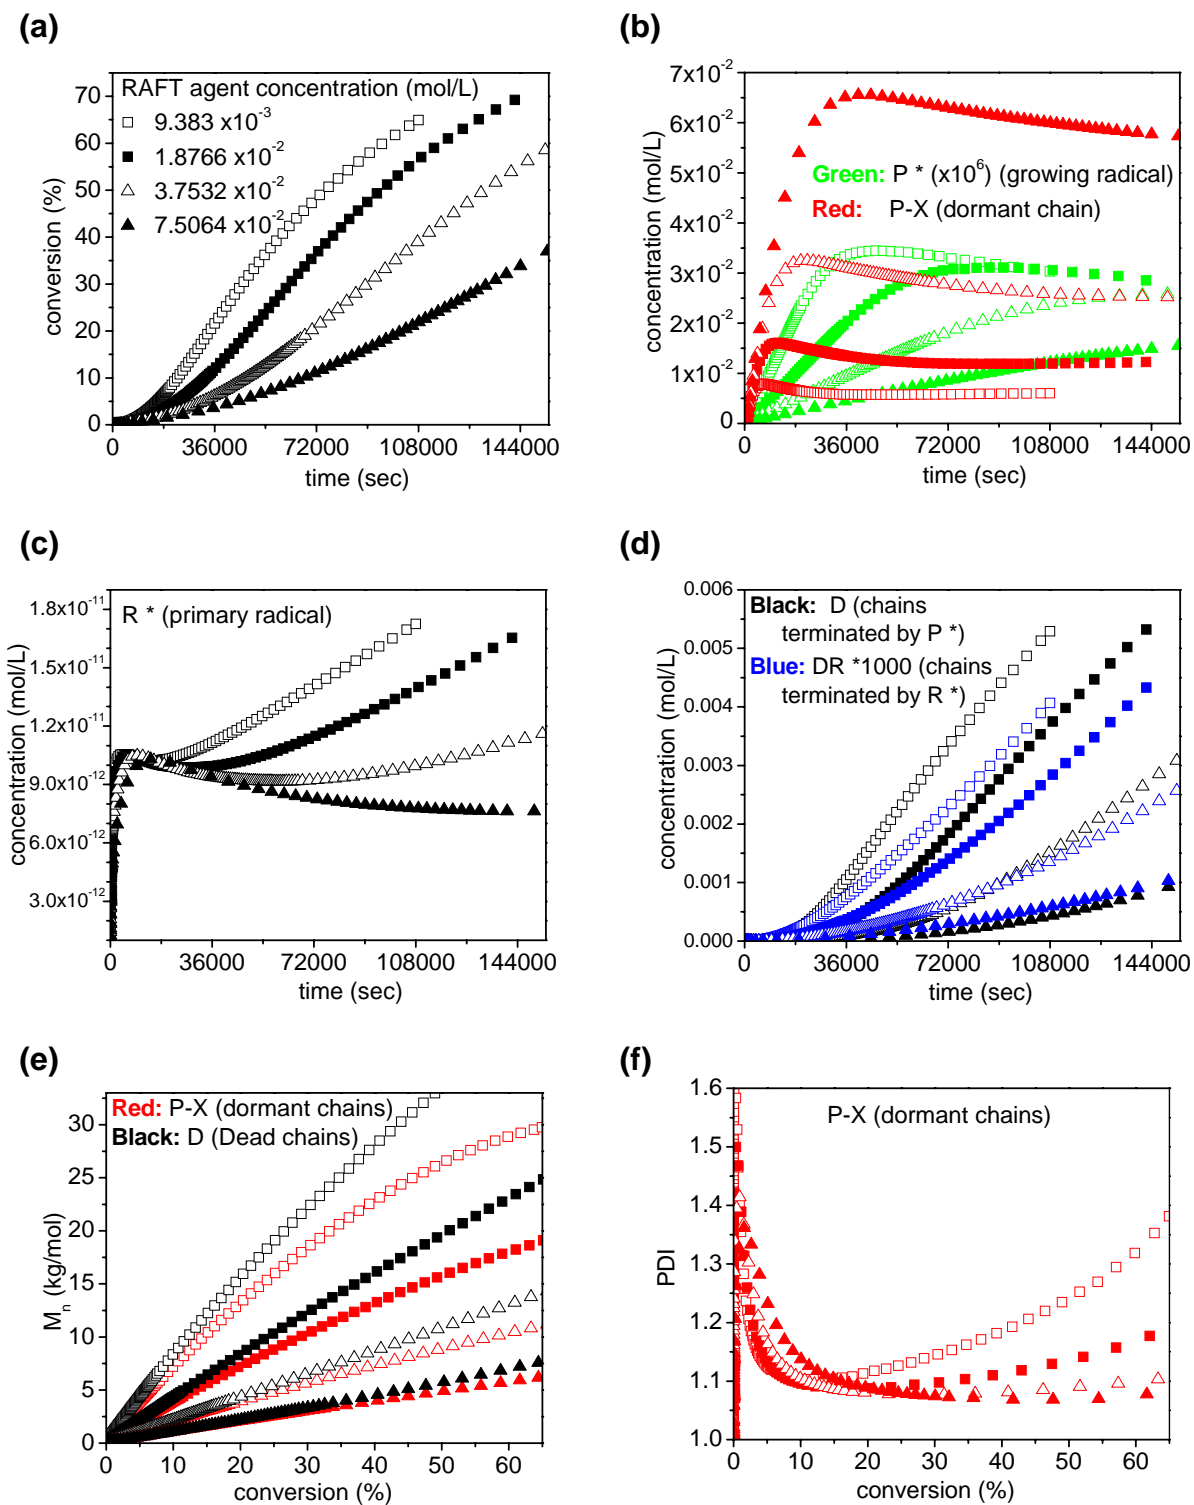 (a)
RAFT agent concentration (mol/L)
9.383 x10-3
1.8766 x10-2
3.7532 x10-2
7.5064 x10-2
70
60
50
40
30
20
10
0
conversion (%)
0 36000 72000 108000 144000
time (sec)
(b)
7x10-2
6x10-2
5x10-2
4x10-2
3x10-2
2x10-2
1x10-2
0
concentration (mol/L)
Green: P * (x106) (growing radical)
Red: P-X (dormant chain)
0 36000 72000 108000 144000
time (sec)
(c)
R * (primary radical)
1.8x10-11
1.5x10-11
1.2x10-11
9.0x10-12
6.0x10-12
3.0x10-12
concentration (mol/L)
0 36000 72000 108000 144000
time (sec)
(d)
Black: D (chains
terminated by P *)
Blue: DR *1000 (chains
terminated by R *)
0.006
0.005
0.004
0.003
0.002
0.001
0.000
concentration (mol/L)
0 36000 72000 108000 144000
time (sec)
(e)
Red: P-X (dormant chains)
Black: D (Dead chains)
30
25
20
15
10
5
0
Mn (kg/mol)
0 10 20 30 40 50 60
conversion (%)
(f)
P-X (dormant chains)
1.6
1.5
1.4
1.3
1.2
1.1
1.0
PDI
0 10 20 30 40 50 60
conversion (%)